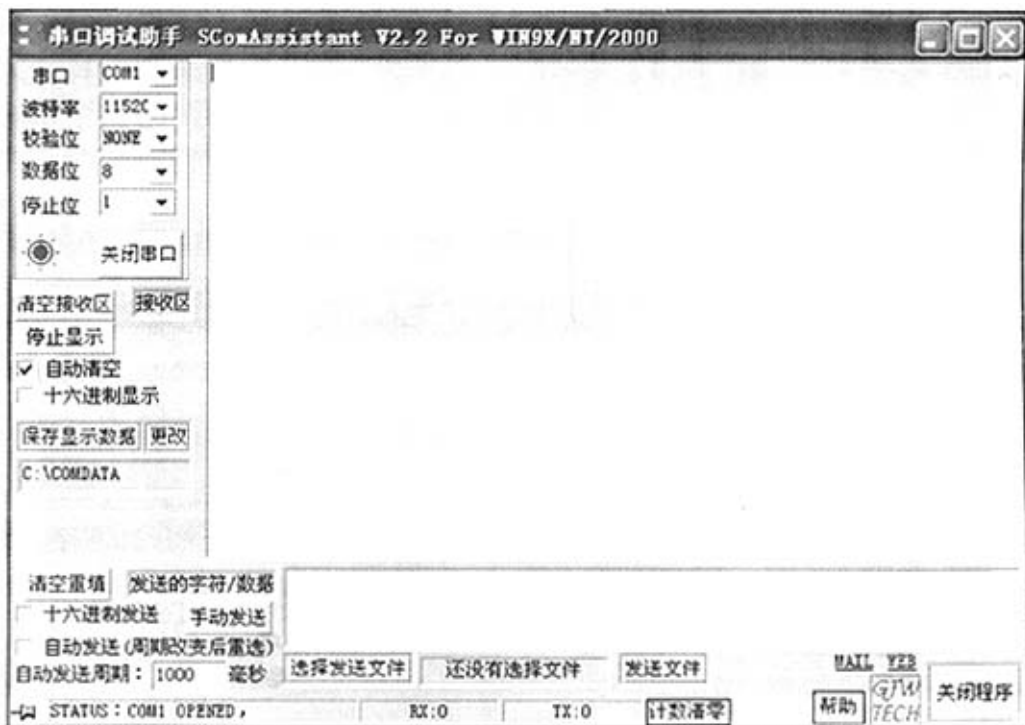 串口调试助手 SComAssistant V2.2 For WIN9X/NT/2000
串口 COM1
波特率 11520
校验位 NONE
数据位 8
停止位 1
关闭串口
清空接收区 接收区
停止显示
自动清空
十六进制显示
保存显示数据 更改
C:\COMDATA
清空重填 发送的字符/数据
十六进制发送 手动发送
自动发送(周期改变后重选)
自动发送周期: 1000 毫秒 选择发送文件 还没有选择文件 发送文件 MAIL WEB
STATUS:COM1 OPENED, RX:0 TX:0 计数清零 帮助 GJW TECH 关闭程序